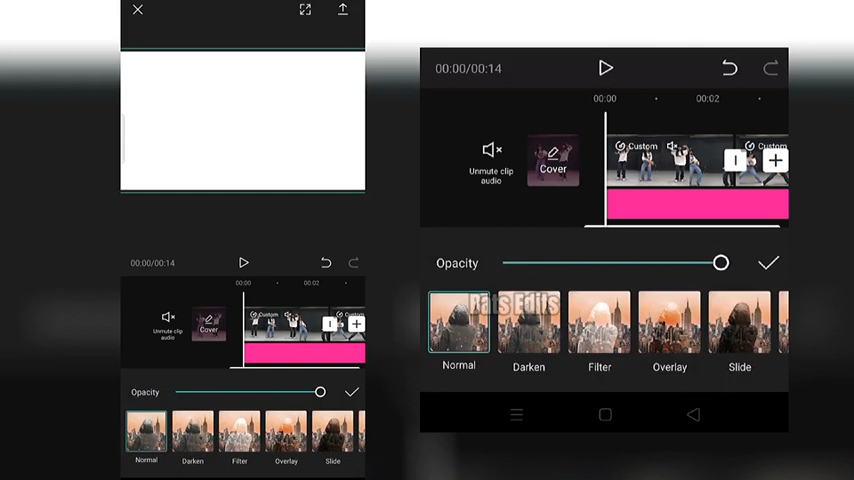 00:00/00:14
00:00
00:02
Unmute clip
audio
Cover
Custom
Custom
Opacity
Normal
Darken
Filter
Overlay
Slide
00:00/00:14
00:00
00:02
Unmute clip
audio
Cover
Custom
Custom
Opacity
Rats Edits
Normal
Darken
Filter
Overlay
Slide